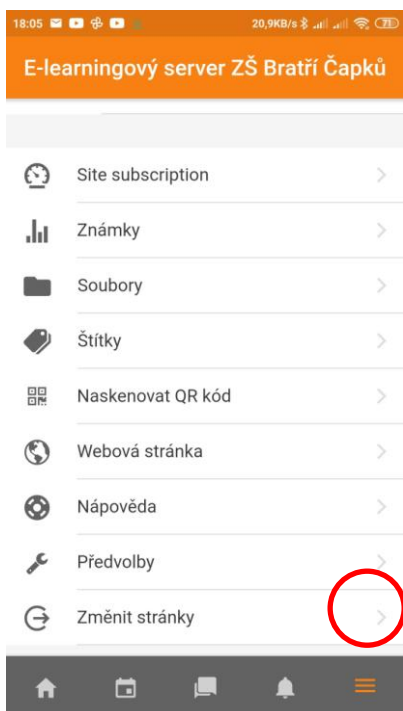 18:05 20,9KB/s 71
E-learningový server ZŠ Bratří Čapků
Site subscription
Známky
Soubory
Štítky
Naskenovat QR kód
Webová stránka
Nápověda
Předvolby
Změnit stránky